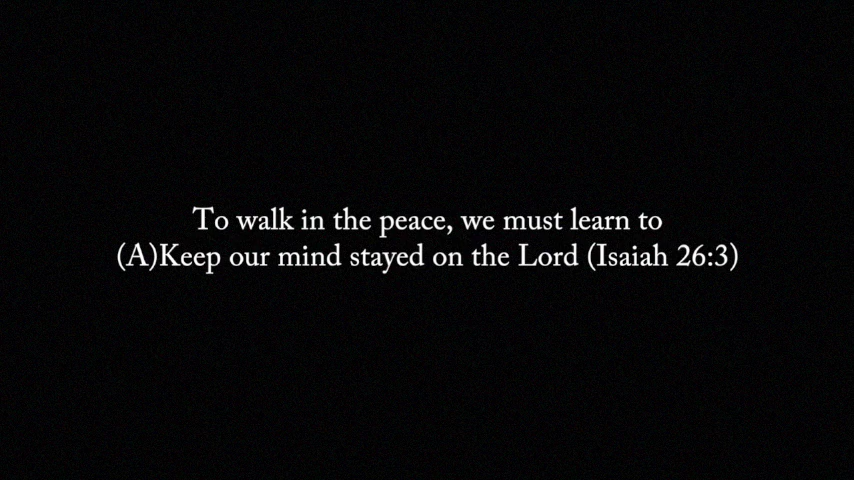 To walk in the peace, we must learn to
(A)Keep our mind stayed on the Lord (Isaiah 26:3)